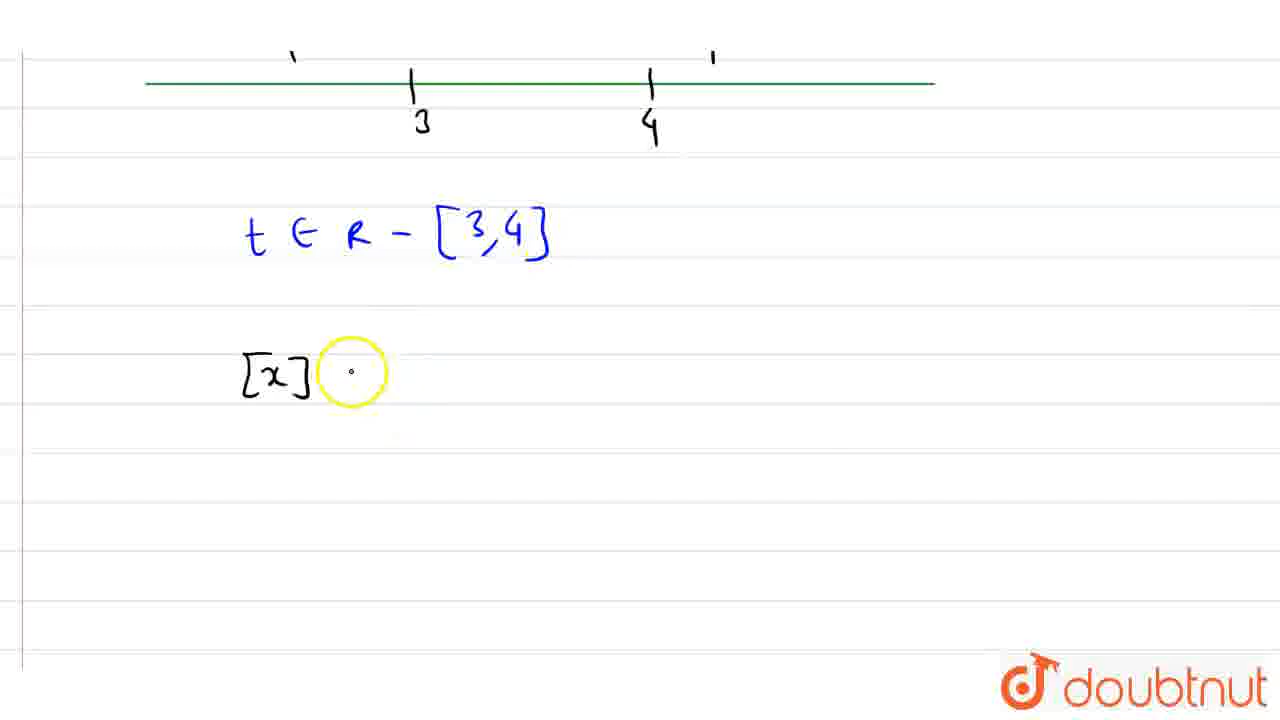 3 4
t ∈ R - [3,4]
[x]
doubtnut